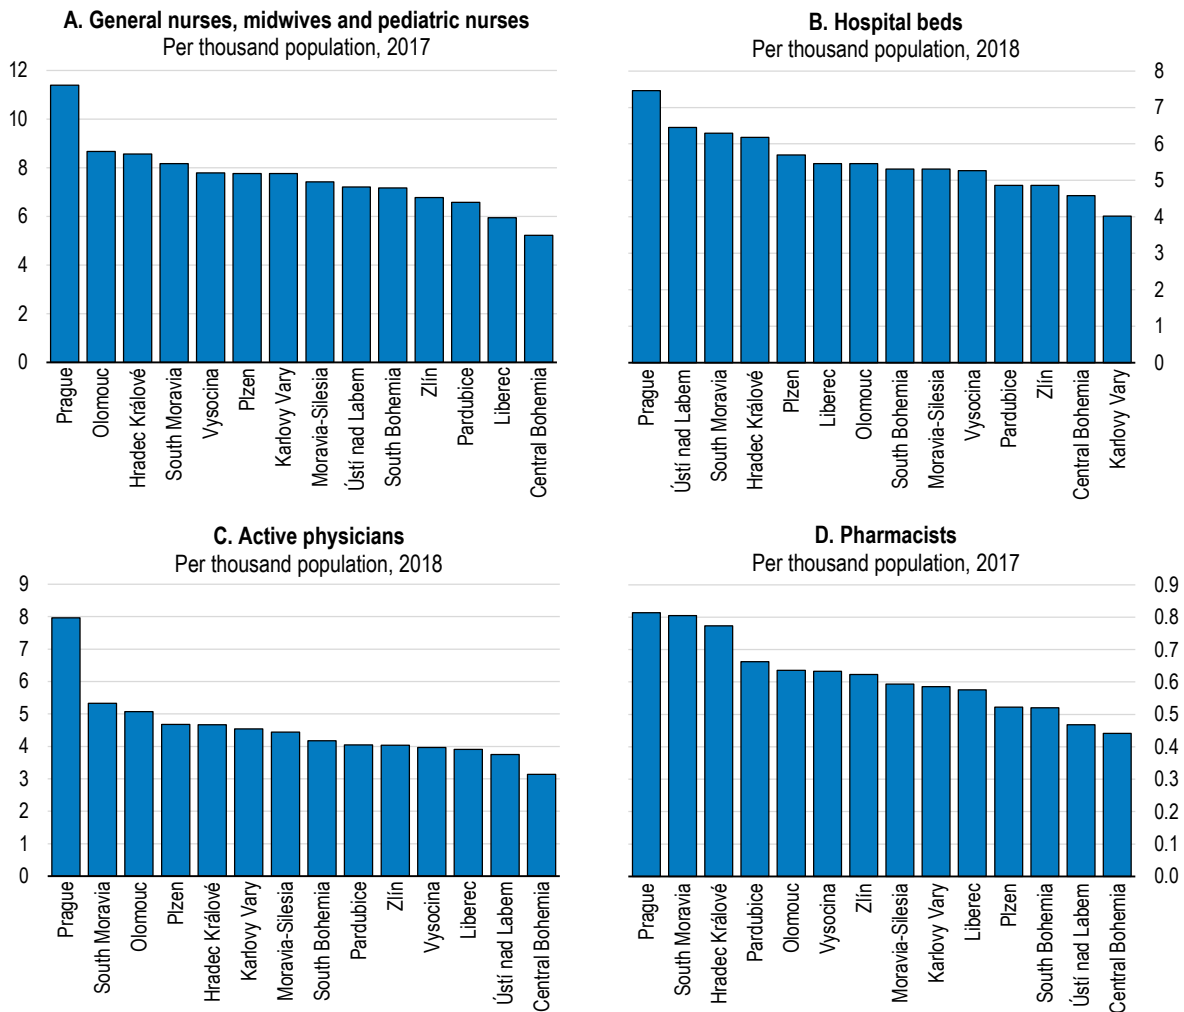 A. General nurses, midwives and pediatric nurses
Per thousand population, 2017
12
10
8
6
4
2
0
Prague
Olomouc
Hradec Králové
South Moravia
Vysocina
Plzen
Karlovy Vary
Moravia-Silesia
Ústí nad Labem
South Bohemia
Zlín
Pardubice
Liberec
Central Bohemia
B. Hospital beds
Per thousand population, 2018
8
7
6
5
4
3
2
1
0
Prague
Ústí nad Labem
South Moravia
Hradec Králové
Plzen
Liberec
Olomouc
South Bohemia
Moravia-Silesia
Vysocina
Pardubice
Zlín
Central Bohemia
Karlovy Vary
C. Active physicians
Per thousand population, 2018
9
8
7
6
5
4
3
2
1
0
Prague
South Moravia
Olomouc
Plzen
Hradec Králové
Karlovy Vary
Moravia-Silesia
South Bohemia
Pardubice
Zlín
Vysocina
Liberec
Ústí nad Labem
Central Bohemia
D. Pharmacists
Per thousand population, 2017
0.9
0.8
0.7
0.6
0.5
0.4
0.3
0.2
0.1
0.0
Prague
South Moravia
Hradec Králové
Pardubice
Olomouc
Vysocina
Zlín
Moravia-Silesia
Karlovy Vary
Liberec
Plzen
South Bohemia
Ústí nad Labem
Central Bohemia